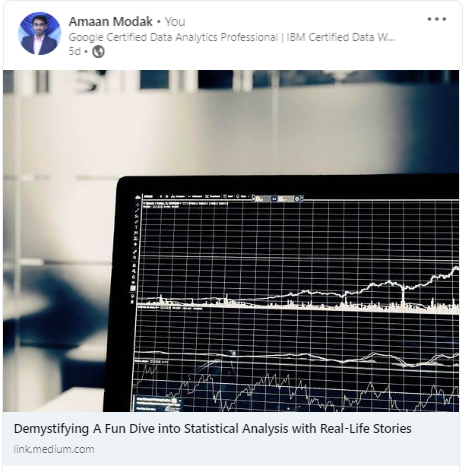 Amaan Modak • You
Google Certified Data Analytics Professional | IBM Certified Data W...
5d •
Demystifying A Fun Dive into Statistical Analysis with Real-Life Stories
link.medium.com